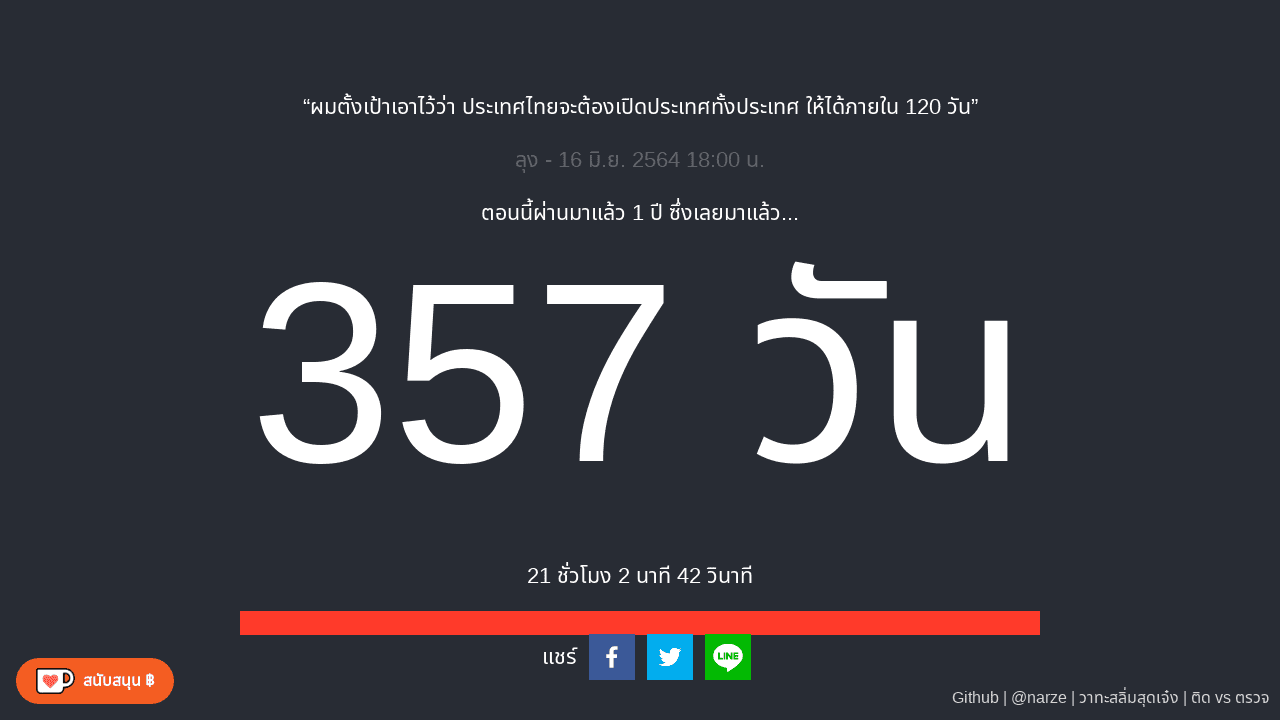 “ผมตั้งเป้าเอาไว้ว่า ประเทศไทยจะต้องเปิดประเทศทั้งประเทศ ให้ได้ภายใน 120 วัน”
ลุง - 16 มิ.ย. 2564 18:00 น.
ตอนนี้ผ่านมาแล้ว 1 ปี ซึ่งเลยมาแล้ว...
357 วัน
21 ชั่วโมง 2 นาที 42 วินาที
แชร์
LINE
สนับสนุน ฿
Github | @narze | วาทะสลิ่มสุดเจ๋ง | ติด vs ตรวจ